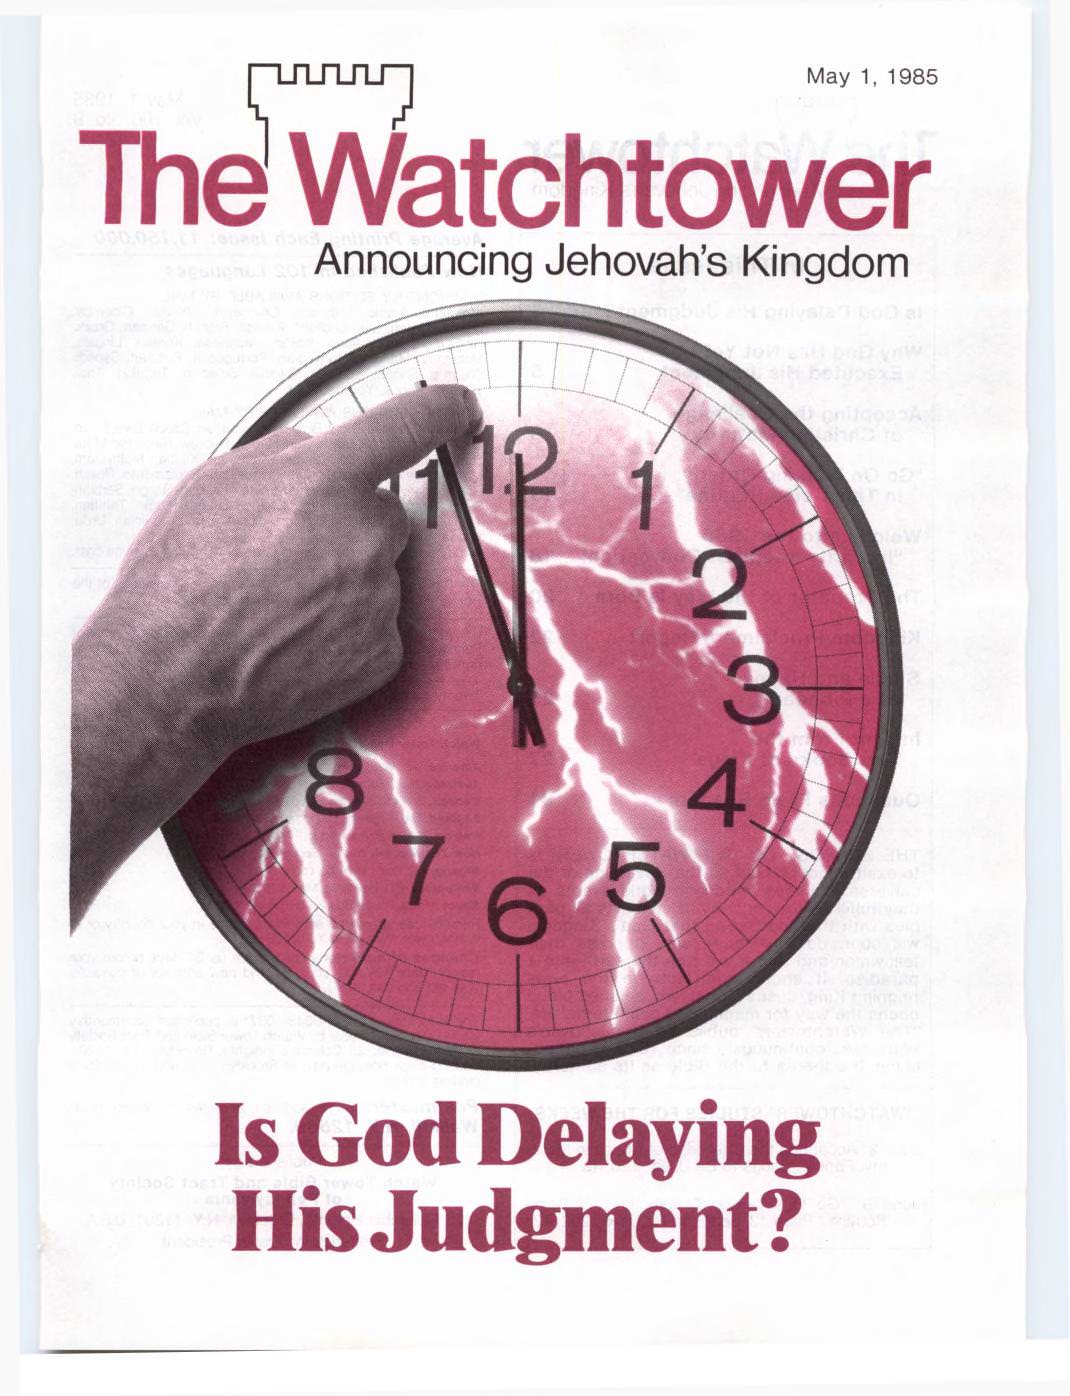 May 1, 1985
The Watchtower
Announcing Jehovah's Kingdom
12
11
1
2
3
8
4
7
5
6
Is God Delaying
His Judgment?